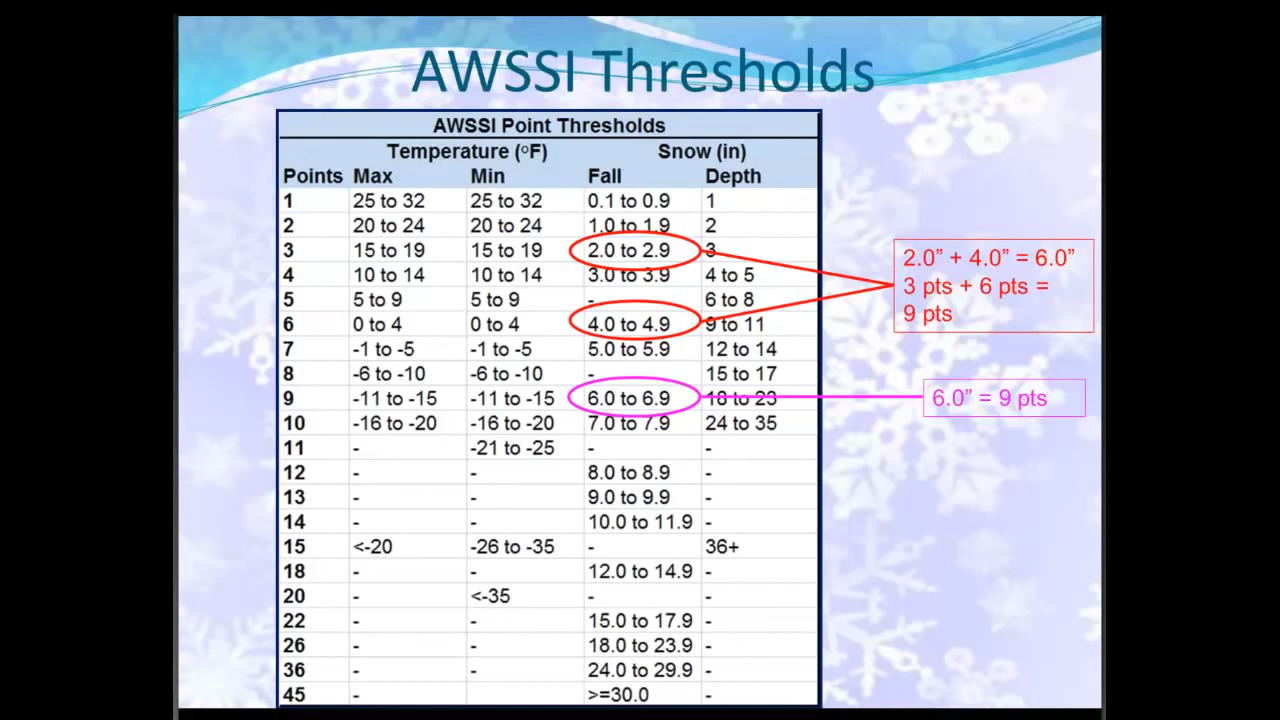 AWSSI Thresholds
AWSSI Point Thresholds
Temperature (°F) Snow (in)
Points Max Min Fall Depth
1 25 to 32 25 to 32 0.1 to 0.9 1
2 20 to 24 20 to 24 1.0 to 1.9 2
3 15 to 19 15 to 19 2.0 to 2.9 3
4 10 to 14 10 to 14 3.0 to 3.9 4 to 5
5 5 to 9 5 to 9 - 6 to 8
6 0 to 4 0 to 4 4.0 to 4.9 9 to 11
7 -1 to -5 -1 to -5 5.0 to 5.9 12 to 14
8 -6 to -10 -6 to -10 - 15 to 17
9 -11 to -15 -11 to -15 6.0 to 6.9 18 to 23
10 -16 to -20 -16 to -20 7.0 to 7.9 24 to 35
11 - -21 to -25 - -
12 - - 8.0 to 8.9 -
13 - - 9.0 to 9.9 -
14 - - 10.0 to 11.9 -
15 <-20 -26 to -35 - 36+
18 - - 12.0 to 14.9 -
20 - <-35 - -
22 - - 15.0 to 17.9 -
26 - - 18.0 to 23.9 -
36 - - 24.0 to 29.9 -
45 - >=30.0 -
2.0” + 4.0” = 6.0”
3 pts + 6 pts =
9 pts
6.0” = 9 pts